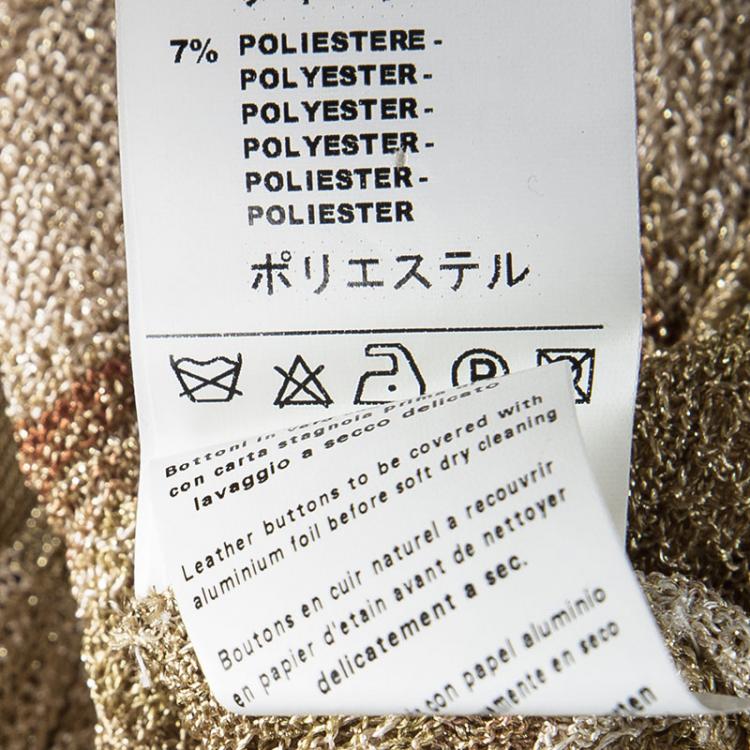 7% POLIESTERE -
POLYESTER -
POLYESTER -
POLYESTER -
POLIESTER -
POLIESTER
ポリエステル
P
Bottoni in prima
con carta stagnola
lavaggio a secco delicato
Leather buttons to be covered with
aluminium foil before soft dry cleaning
Boutons en cuir naturel a recouvrir
en papier d'etain avant de nettoyer
delicatement a sec.
con papel aluminio
en seco